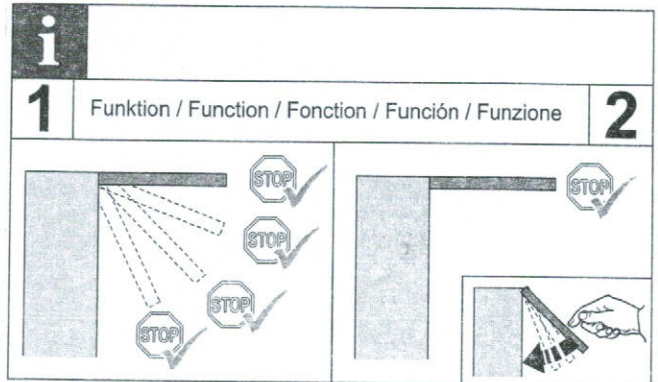 i
1 Funktion / Function / Fonction / Función / Funzione 2
STOP
STOP
STOP
STOP
STOP